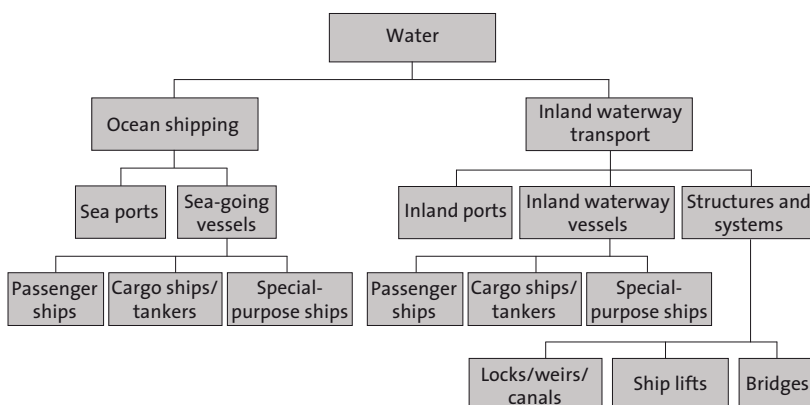 Water
Ocean shipping
Inland waterway
transport
Sea ports
Sea-going
vessels
Inland ports
Inland waterway
vessels
Structures and
systems
Passenger
ships
Cargo ships/
tankers
Special-
purpose ships
Passenger
ships
Cargo ships/
tankers
Special-
purpose ships
Locks/weirs/
canals
Ship lifts
Bridges